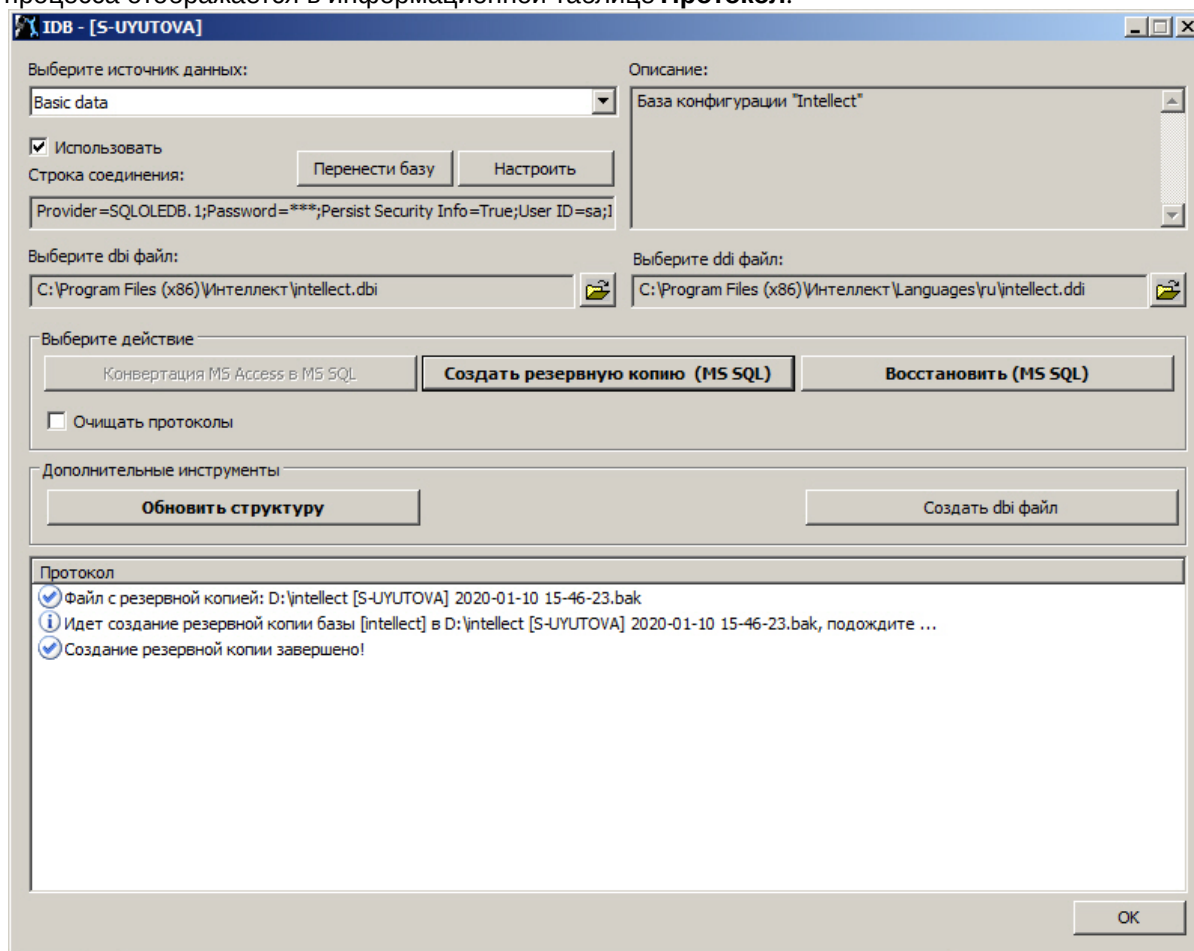 процесса отображается в информационной таблице Протокол.
IDB - [S-UYUTOVA]
Выберите источник данных:
Описание:
Basic data
База конфигурации "Intellect"
Использовать
Строка соединения:
Перенести базу
Настроить
Provider=SQLOLEDB.1;Password=***;Persist Security Info=True;User ID=sa;
Выберите dbi файл:
Выберите ddi файл:
C:\Program Files (x86)\Интеллект\intellect.dbi
C:\Program Files (x86)\Интеллект\Languages\ru\intellect.ddi
Выберите действие
Конвертация MS Access в MS SQL
Создать резервную копию (MS SQL)
Восстановить (MS SQL)
Очищать протоколы
Дополнительные инструменты
Обновить структуру
Создать dbi файл
Протокол
Файл с резервной копией: D:\intellect [S-UYUTOVA] 2020-01-10 15-46-23.bak
Идет создание резервной копии базы [intellect] в D:\intellect [S-UYUTOVA] 2020-01-10 15-46-23.bak, подождите ...
Создание резервной копии завершено!
OK